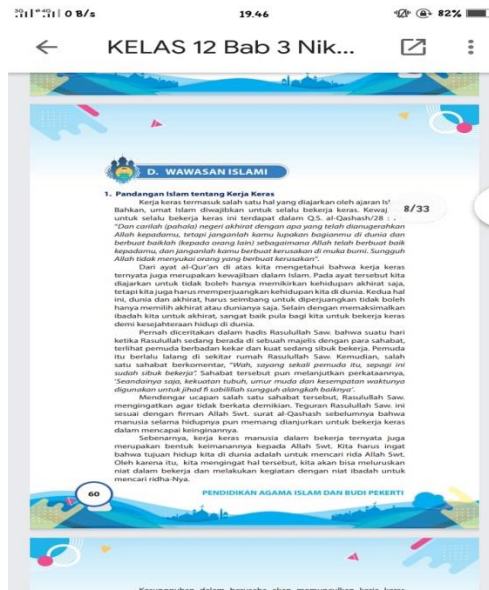 0 B/s
19.46
82%
KELAS 12 Bab 3 Nik...
D. WAWASAN ISLAMI
1. Pandangan Islam tentang Kerja Keras
Kerja keras termasuk salah satu hal yang diajarkan oleh ajaran
Bahkan, umat Islam diwajibkan untuk selalu bekerja keras.
8/33
untuk selalu bekerja keras ini terdapat dalam Q.S. al-Qashash/28 :
"Dan carilah (pahala) negeri akhirat dengan apa yang telah dianugerahkan
Allah kepadamu, tetapi janganlah kamu lupakan bagianmu di dunia dan
berbuat baiklah (kepada orang lain) sebagaimana Allah telah berbuat baik
kepadamu, dan janganlah kamu berbuat kerusakan di muka bumi. Sungguh
Allah tidak menyukai orang yang berbuat kerusakan".
Dari ayat al-Qur'an di atas kita mengetahui bahwa kerja keras
ternyata juga merupakan kewajiban dalam Islam. Pada ayat tersebut kita
diajarkan untuk tidak boleh hanya memikirkan kehidupan akhirat saja,
tetapi kita juga harus memperjuangkan kehidupan kita di dunia. Kedua hal
ini, dunia dan akhirat, harus seimbang untuk diperjuangkan tidak boleh
hanya memilih akhirat atau dunianya saja. Selain dengan memaksimalkan
ibadah kita untuk akhirat, sangat baik pula bagi kita untuk bekerja keras
demi kesejahteraan hidup di dunia.
Pernah diceritakan dalam hadis Rasulullah Saw. bahwa suatu hari
ketika Rasulullah sedang berada di sebuah majelis dengan para sahabat,
terlihat pemuda berbadan kekar dan kuat sedang sibuk bekerja. Pemuda
itu berlalu lalang di sekitar rumah Rasulullah Saw. Kemudian, salah
satu sahabat berkomentar, "Wah, sayang sekali pemuda itu, sepagi ini
sudah sibuk bekerja". Sahabat tersebut pun melanjutkan perkataannya,
'Seandainya saja, kekuatan tubuh, umur muda dan kesempatan waktunya
digunakan untuk jihad fi sabilillah sungguh alangkah baiknya'.
Mendengar ucapan salah satu sahabat tersebut, Rasulullah Saw.
mengingatkan agar tidak berkata demikian. Teguran Rasulullah Saw. ini
sesuai dengan firman Allah Swt. surat al-Qashash sebelumnya bahwa
manusia selama hidupnya pun memang dianjurkan untuk bekerja keras
dalam mencapai keinginannya.
Sebenarnya, kerja keras manusia dalam bekerja ternyata juga
merupakan bentuk keimanannya kepada Allah Swt. Kita harus ingat
bahwa tujuan hidup kita di dunia adalah untuk mencari rida Allah Swt.
Oleh karena itu, kita mengingat hal tersebut, kita akan bisa meluruskan
niat dalam bekerja dan melakukan kegiatan dengan niat ibadah untuk
mencari ridha-Nya.
60
PENDIDIKAN AGAMA ISLAM DAN BUDI PEKERTI